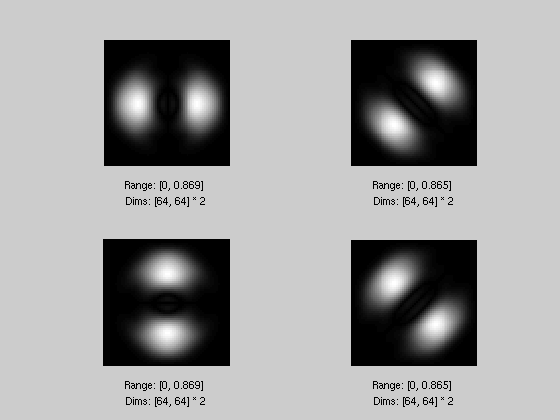 Range: [0, 0.869]
Dims: [64, 64] * 2
Range: [0, 0.865]
Dims: [64, 64] * 2
Range: [0, 0.869]
Dims: [64, 64] * 2
Range: [0, 0.865]
Dims: [64, 64] * 2